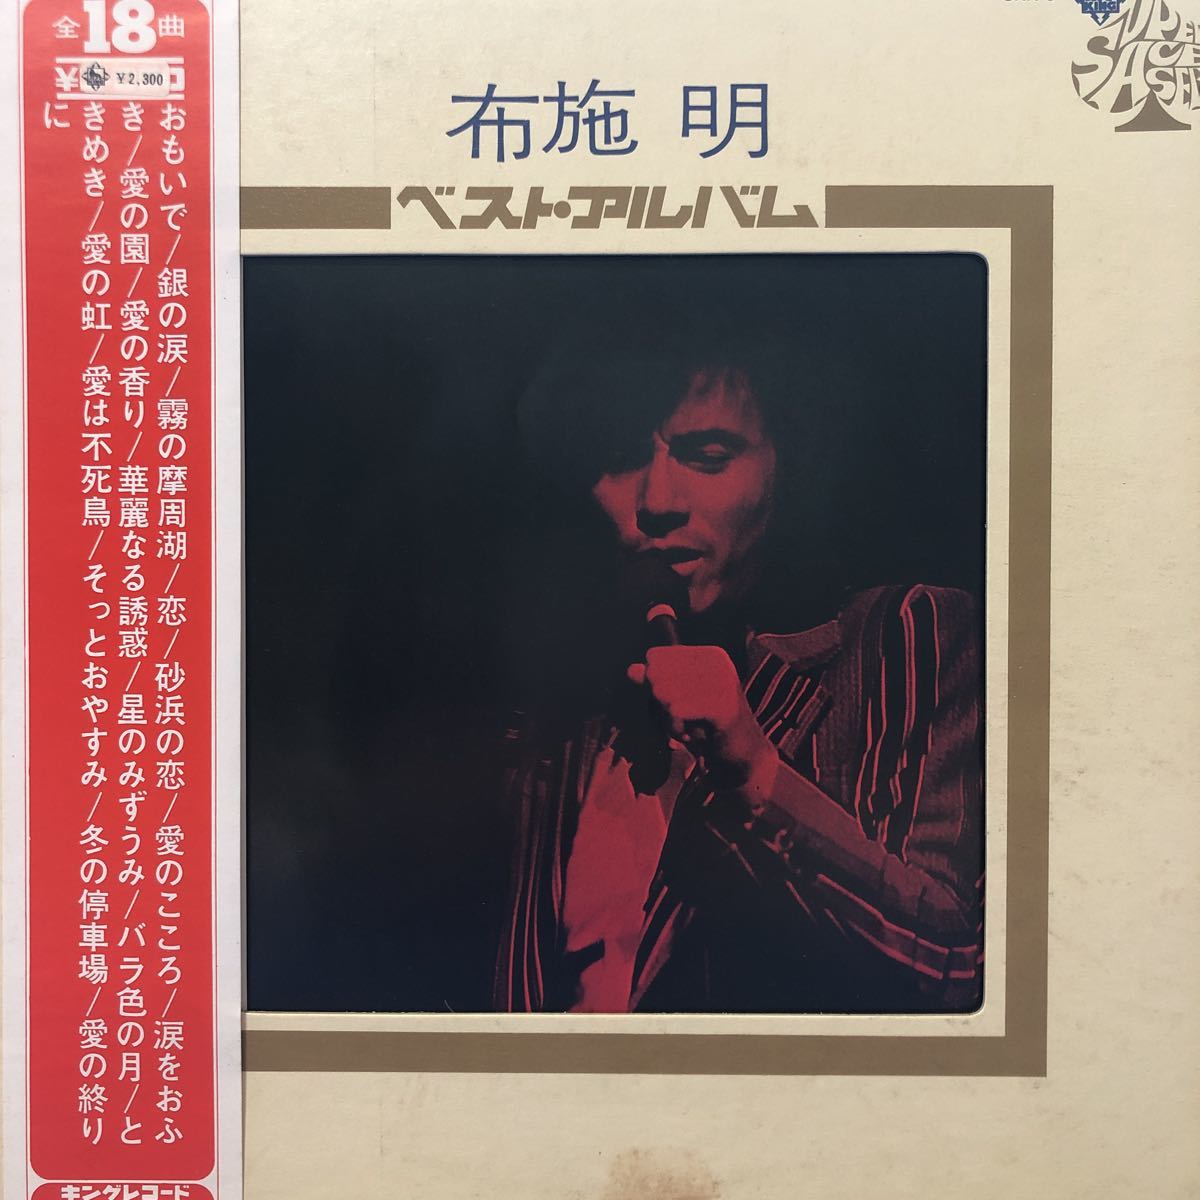 全18曲
¥2,300
おもいで/銀の涙/霧の摩周湖/恋/砂浜の恋/愛のこころ/涙をおふ
き/愛の園/愛の香り/華麗なる誘惑/星のみずうみ/バラ色の月/と
きめき/愛の虹/愛は不死鳥/そっとおやすみ/冬の停車場/愛の終り
に
キングレコード
布施 明
ベスト・アルバム
King